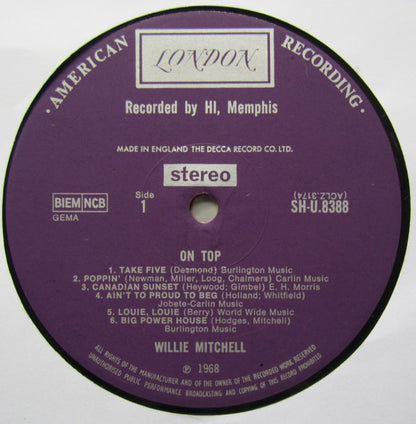 · AMERICAN RECORDING ·
LONDON
Recorded by HI, Memphis
MADE IN ENGLAND THE DECCA RECORD CO. LTD.
stereo
BIEM NCB
GEMA
Side
1
SH-U.8388
(ACLZ.3174)
ON TOP
1. TAKE FIVE (Desmond) Burlington Music
2. POPPIN' (Newman, Miller, Loog, Chalmers) Carlin Music
3. CANADIAN SUNSET (Heywood; Gimbel) E. H. Morris
4. AIN'T TO PROUD TO BEG (Holland; Whitfield)
Jobete-Carlin Music
5. LOUIE, LOUIE (Berry) World Wide Music
6. BIG POWER HOUSE (Hodges, Mitchell)
Burlington Music
WILLIE MITCHELL
℗ 1968
ALL RIGHTS OF THE MANUFACTURER AND OF THE OWNER OF THE RECORDED WORK RESERVED
UNAUTHORISED PUBLIC PERFORMANCE BROADCASTING AND COPYING OF THIS RECORD PROHIBITED